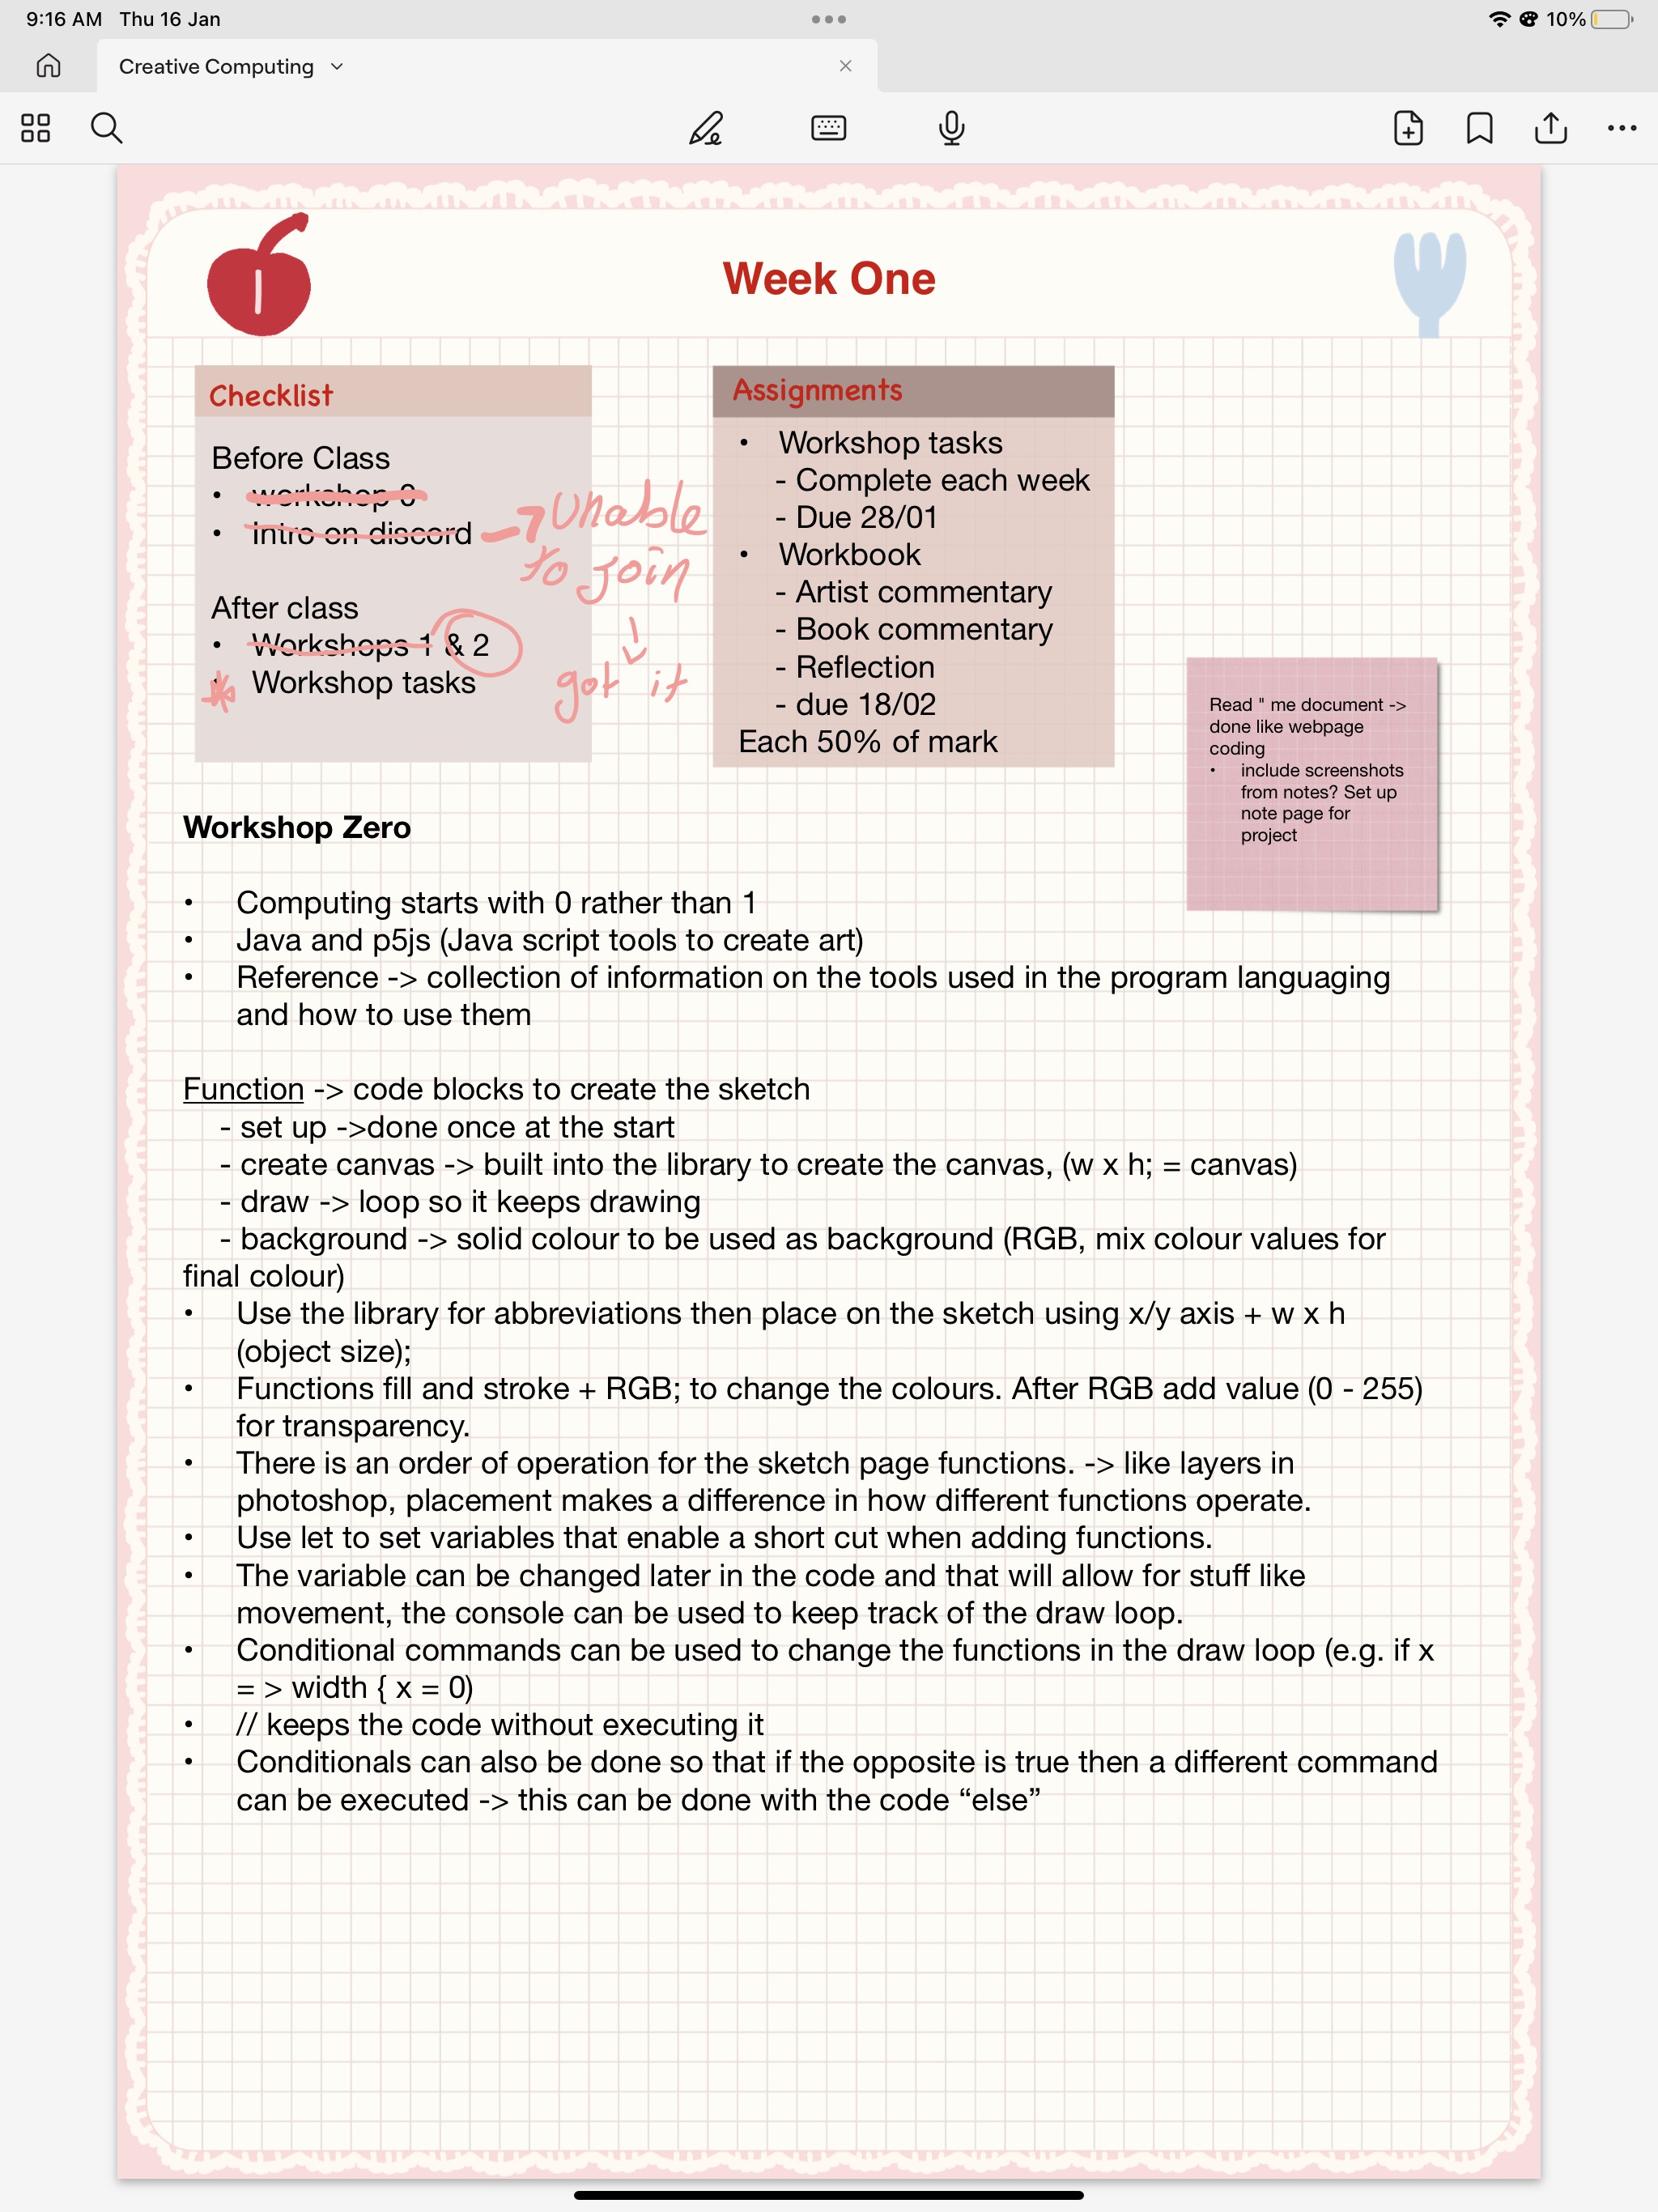 9:16 AM Thu 16 Jan
10%
Creative Computing
Week One
Checklist
Before Class
• workshop 0
• Intro on discord
→ unable
to join
↓
got it
After class
• Workshops 1 & 2
* Workshop tasks
Assignments
• Workshop tasks
- Complete each week
- Due 28/01
• Workbook
- Artist commentary
- Book commentary
- Reflection
- due 18/02
Each 50% of mark
Read " me document ->
done like webpage
coding
• include screenshots
from notes? Set up
note page for
project
Workshop Zero
• Computing starts with 0 rather than 1
• Java and p5js (Java script tools to create art)
• Reference -> collection of information on the tools used in the program languaging
and how to use them
Function -> code blocks to create the sketch
- set up ->done once at the start
- create canvas -> built into the library to create the canvas, (w x h; = canvas)
- draw -> loop so it keeps drawing
- background -> solid colour to be used as background (RGB, mix colour values for
final colour)
• Use the library for abbreviations then place on the sketch using x/y axis + w x h
(object size);
• Functions fill and stroke + RGB; to change the colours. After RGB add value (0 - 255)
for transparency.
• There is an order of operation for the sketch page functions. -> like layers in
photoshop, placement makes a difference in how different functions operate.
• Use let to set variables that enable a short cut when adding functions.
• The variable can be changed later in the code and that will allow for stuff like
movement, the console can be used to keep track of the draw loop.
• Conditional commands can be used to change the functions in the draw loop (e.g. if x
= > width { x = 0)
• // keeps the code without executing it
• Conditionals can also be done so that if the opposite is true then a different command
can be executed -> this can be done with the code “else”